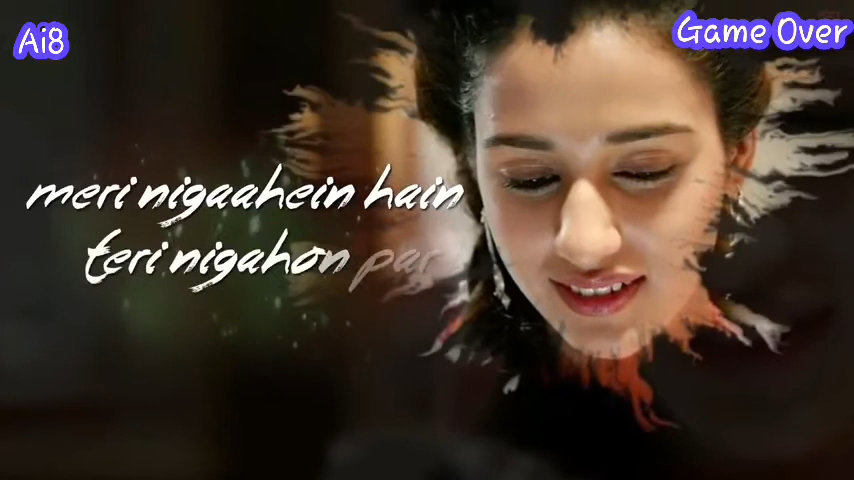 Ai8
Game Over
meri nigaahein hain
teri nigahon par